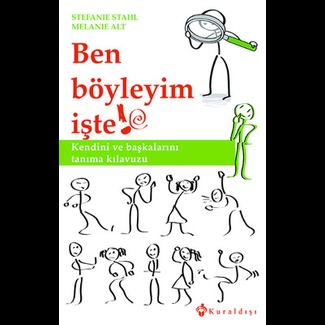 STEFANIE STAHL
MELANIE ALT
Ben
böyleyim
işte!
Kendini ve başkalarını
tanıma kılavuzu
Kuraldışı